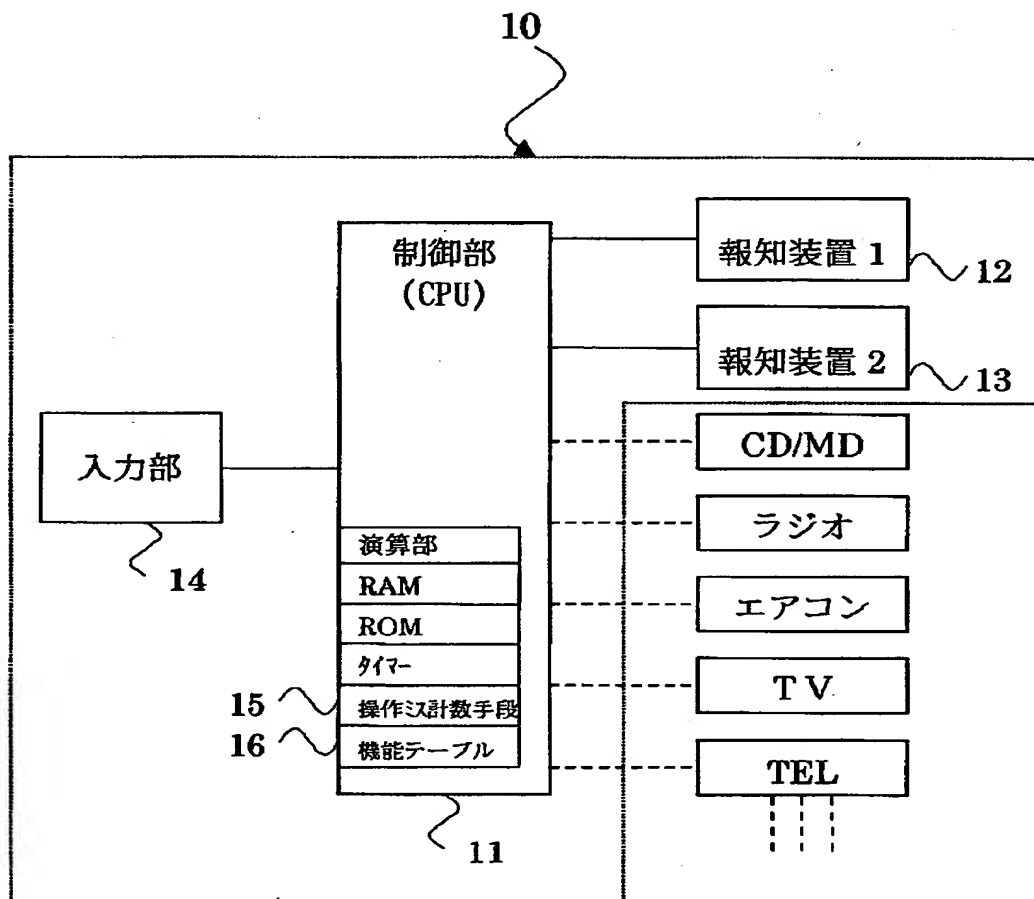 10
制御部
(CPU)
報知装置 1
12
報知装置 2
13
入力部
14
CD/MD
ラジオ
エアコン
TV
TEL
演算部
RAM
ROM
ﾀｲﾏｰ
15
操作ﾐｽ計数手段
16
機能テーブル
11